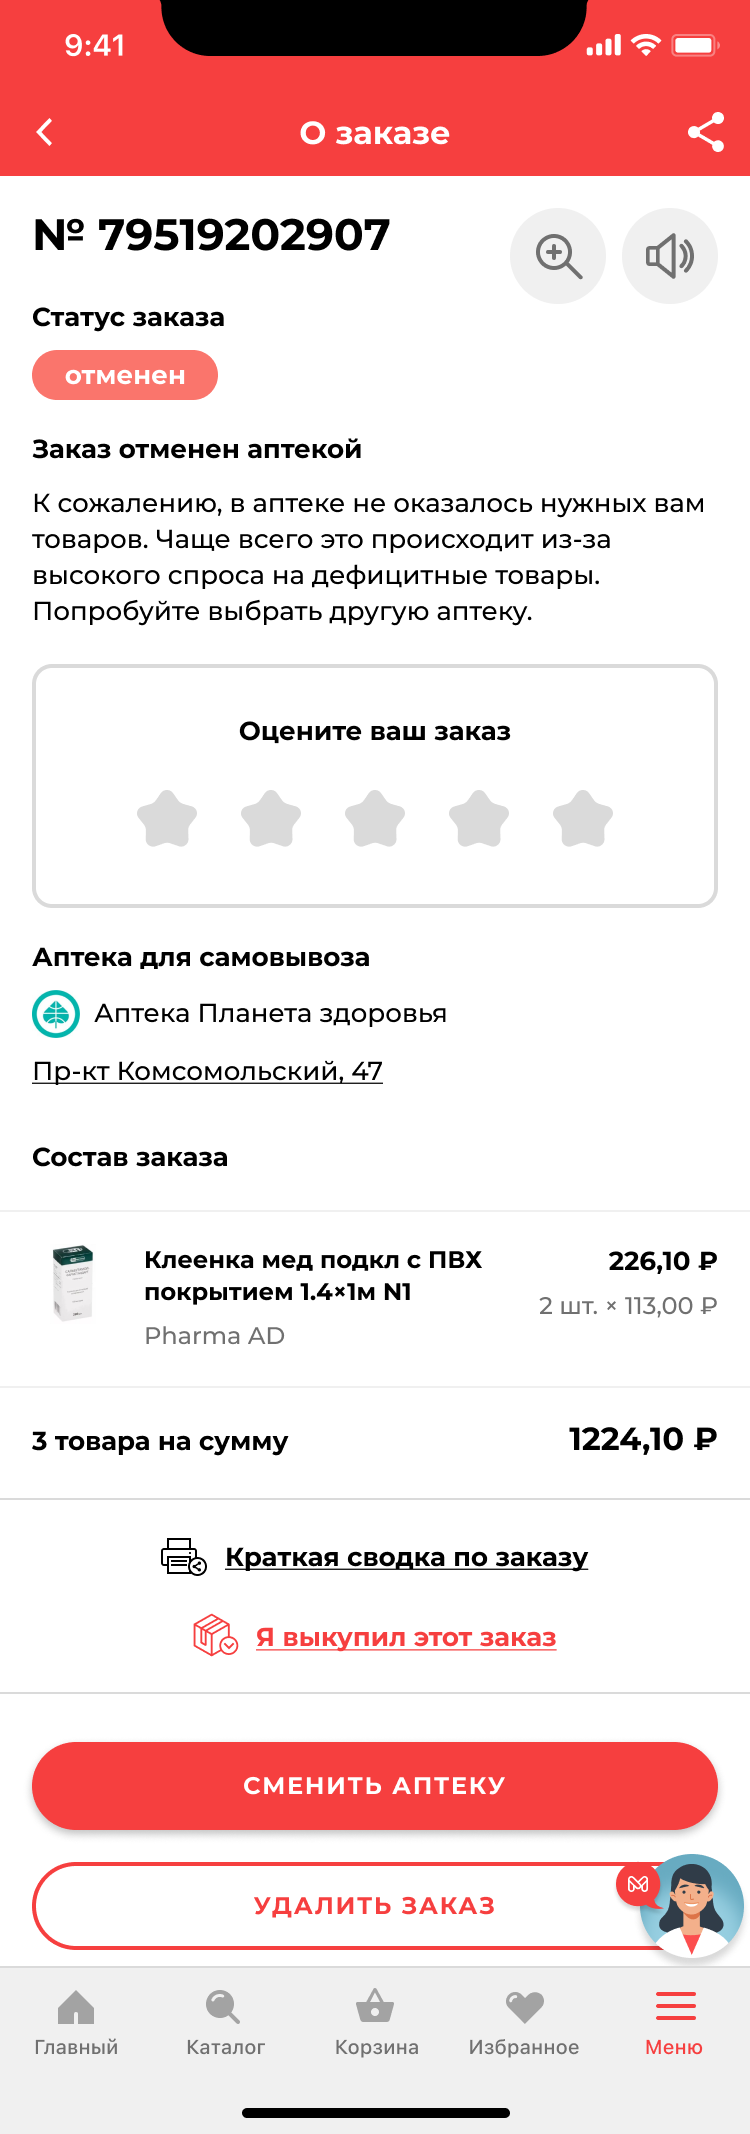 9:41
О заказе
№ 79519202907
Статус заказа
отменен
Заказ отменен аптекой
К сожалению, в аптеке не оказалось нужных вам
товаров. Чаще всего это происходит из-за
высокого спроса на дефицитные товары.
Попробуйте выбрать другую аптеку.
Оцените ваш заказ
Аптека для самовывоза
Аптека Планета здоровья
Пр-кт Комсомольский, 47
Состав заказа
Клеенка мед подкл с ПВХ
покрытием 1.4×1м N1
Pharma AD
226,10 ₽
2 шт. × 113,00 ₽
3 товара на сумму
1224,10 ₽
Краткая сводка по заказу
Я выкупил этот заказ
СМЕНИТЬ АПТЕКУ
УДАЛИТЬ ЗАКАЗ
Главный
Каталог
Корзина
Избранное
Меню